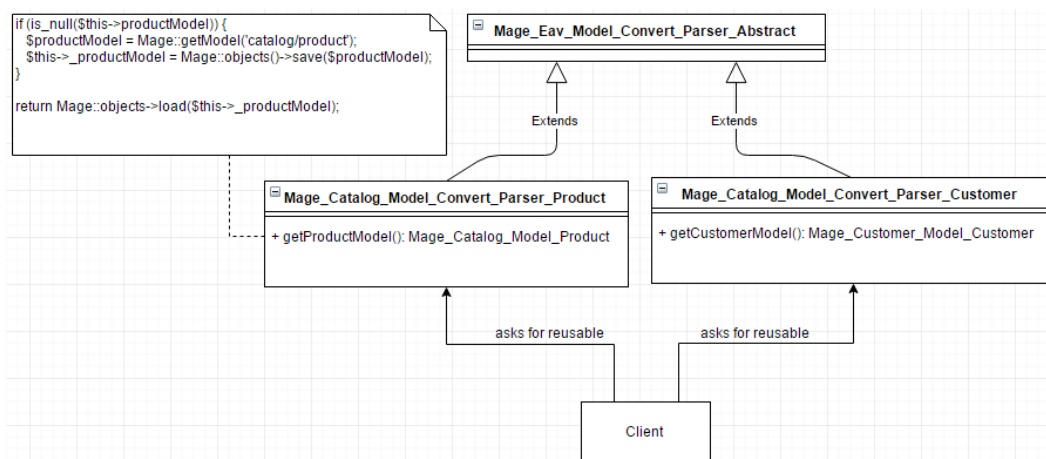 if (is_null($this->productModel)) {
$productModel = Mage::getModel('catalog/product');
$this->_productModel = Mage::objects()->save($productModel);
}
return Mage::objects->load($this->_productModel);
Mage_Eav_Model_Convert_Parser_Abstract
Extends
Extends
Mage_Catalog_Model_Convert_Parser_Product
+ getProductModel(): Mage_Catalog_Model_Product
Mage_Catalog_Model_Convert_Parser_Customer
+ getCustomerModel(): Mage_Customer_Model_Customer
asks for reusable
asks for reusable
Client